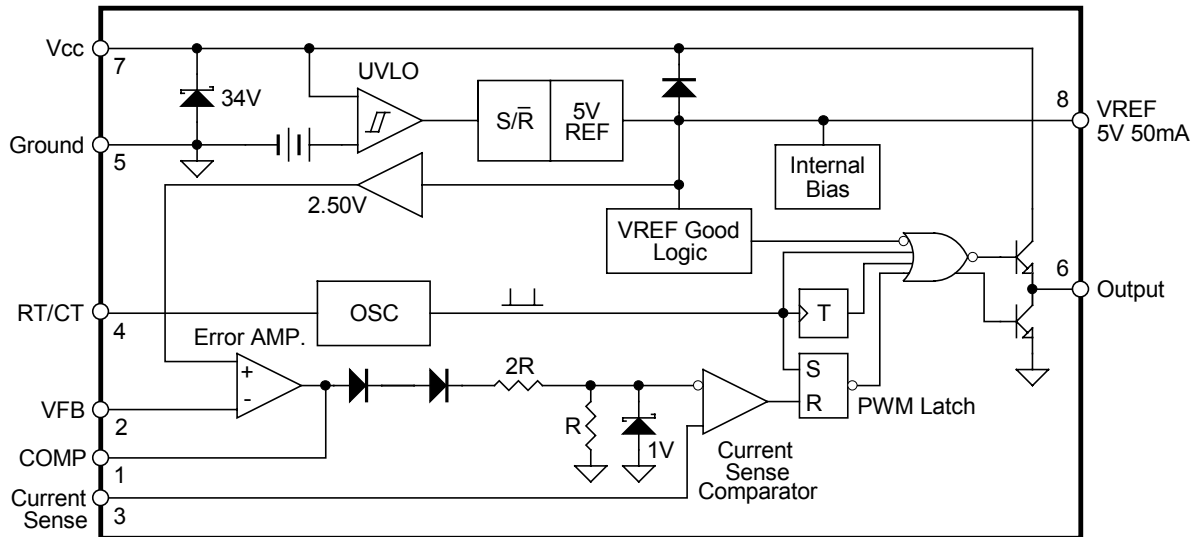 Vcc
7
UVLO
34V
S/R̅
5V
REF
8
VREF
5V 50mA
Ground
5
Internal
Bias
2.50V
VREF Good
Logic
6
Output
RT/CT
4
OSC
T
Error AMP.
+
-
2R
S
R
PWM Latch
VFB
2
R
1V
Current
Sense
Comparator
COMP
1
Current
Sense
3